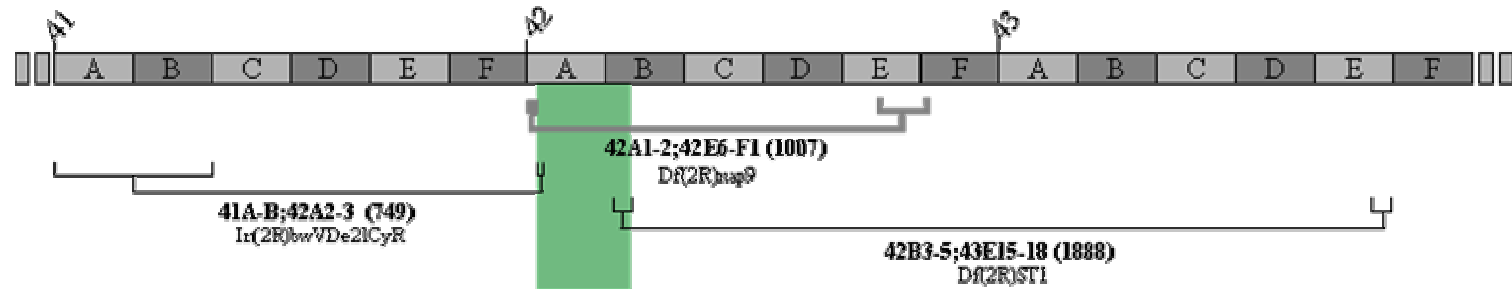 41 42 43
A B C D E F A B C D E F A B C D E F
42A1-2;42E6-F1 (1007)
Df(2R)nap9
41A-B;42A2-3 (749)
In(2R)bwVDe2lCyR
42B3-5;43E15-18 (1888)
Df(2R)ST1